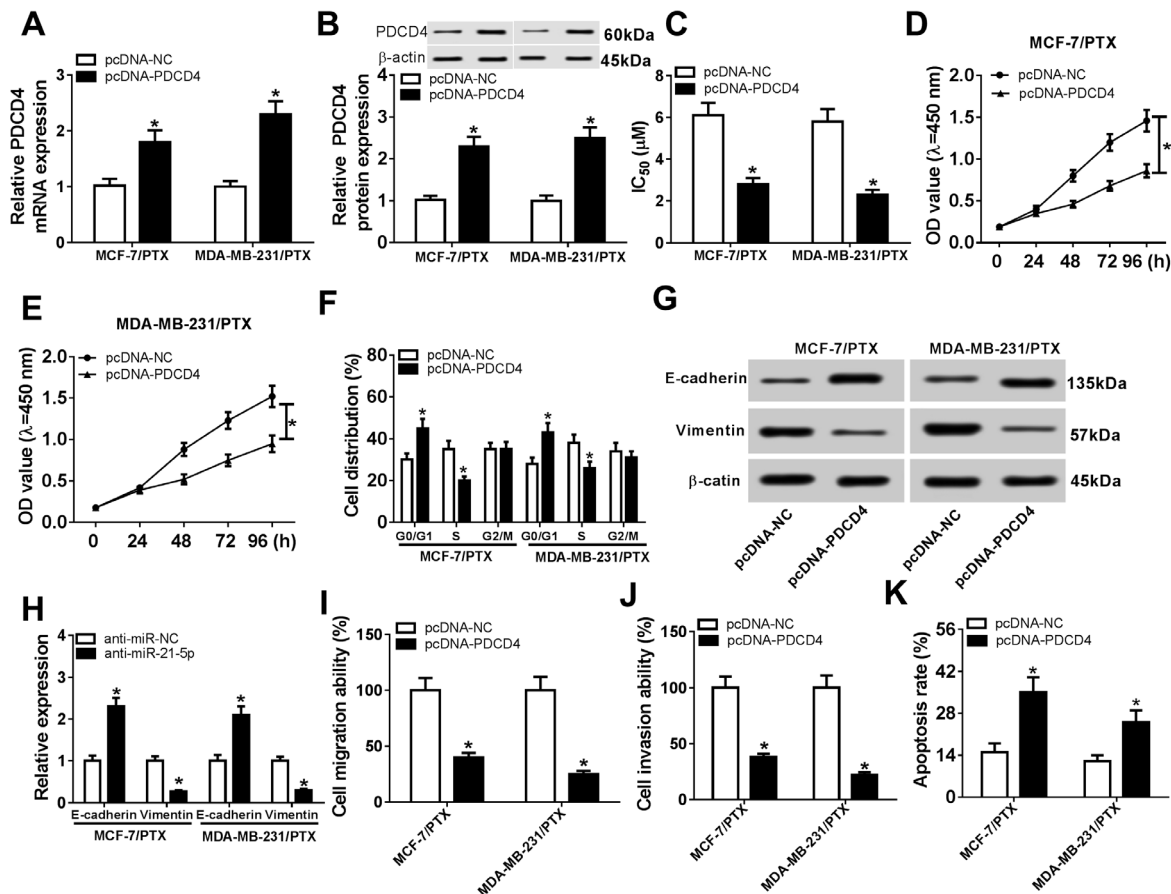 A
pcDNA-NC
pcDNA-PDCD4
Relative PDCD4
mRNA expression
3
2
1
0
*
*
MCF-7/PTX
MDA-MB-231/PTX
B
PDCD4
60kDa
β-actin
45kDa
pcDNA-NC
pcDNA-PDCD4
Relative PDCD4
protein expression
4
3
2
1
0
*
*
MCF-7/PTX
MDA-MB-231/PTX
C
pcDNA-NC
pcDNA-PDCD4
IC50 (μM)
9
6
3
0
*
*
MCF-7/PTX
MDA-MB-231/PTX
D
MCF-7/PTX
pcDNA-NC
pcDNA-PDCD4
OD value (λ=450 nm)
2.0
1.5
1.0
0.5
0.0
*
0 24 48 72 96 (h)
E
MDA-MB-231/PTX
pcDNA-NC
pcDNA-PDCD4
OD value (λ=450 nm)
2.0
1.5
1.0
0.5
0.0
*
0 24 48 72 96 (h)
F
pcDNA-NC
pcDNA-PDCD4
Cell distribution (%)
80
60
40
20
0
*
*
*
*
G0/G1 S G2/M G0/G1 S G2/M
MCF-7/PTX
MDA-MB-231/PTX
G
MCF-7/PTX
MDA-MB-231/PTX
E-cadherin
135kDa
Vimentin
57kDa
β-catin
45kDa
pcDNA-NC
pcDNA-PDCD4
pcDNA-NC
pcDNA-PDCD4
H
anti-miR-NC
anti-miR-21-5p
Relative expression
4
3
2
1
0
*
*
*
*
E-cadherin Vimentin E-cadherin Vimentin
MCF-7/PTX
MDA-MB-231/PTX
I
pcDNA-NC
pcDNA-PDCD4
Cell migration ability (%)
150
100
50
0
*
*
MCF-7/PTX
MDA-MB-231/PTX
J
pcDNA-NC
pcDNA-PDCD4
Cell invasion ability (%)
150
100
50
0
*
*
MCF-7/PTX
MDA-MB-231/PTX
K
pcDNA-NC
pcDNA-PDCD4
Apoptosis rate (%)
56
42
28
14
0
*
*
MCF-7/PTX
MDA-MB-231/PTX